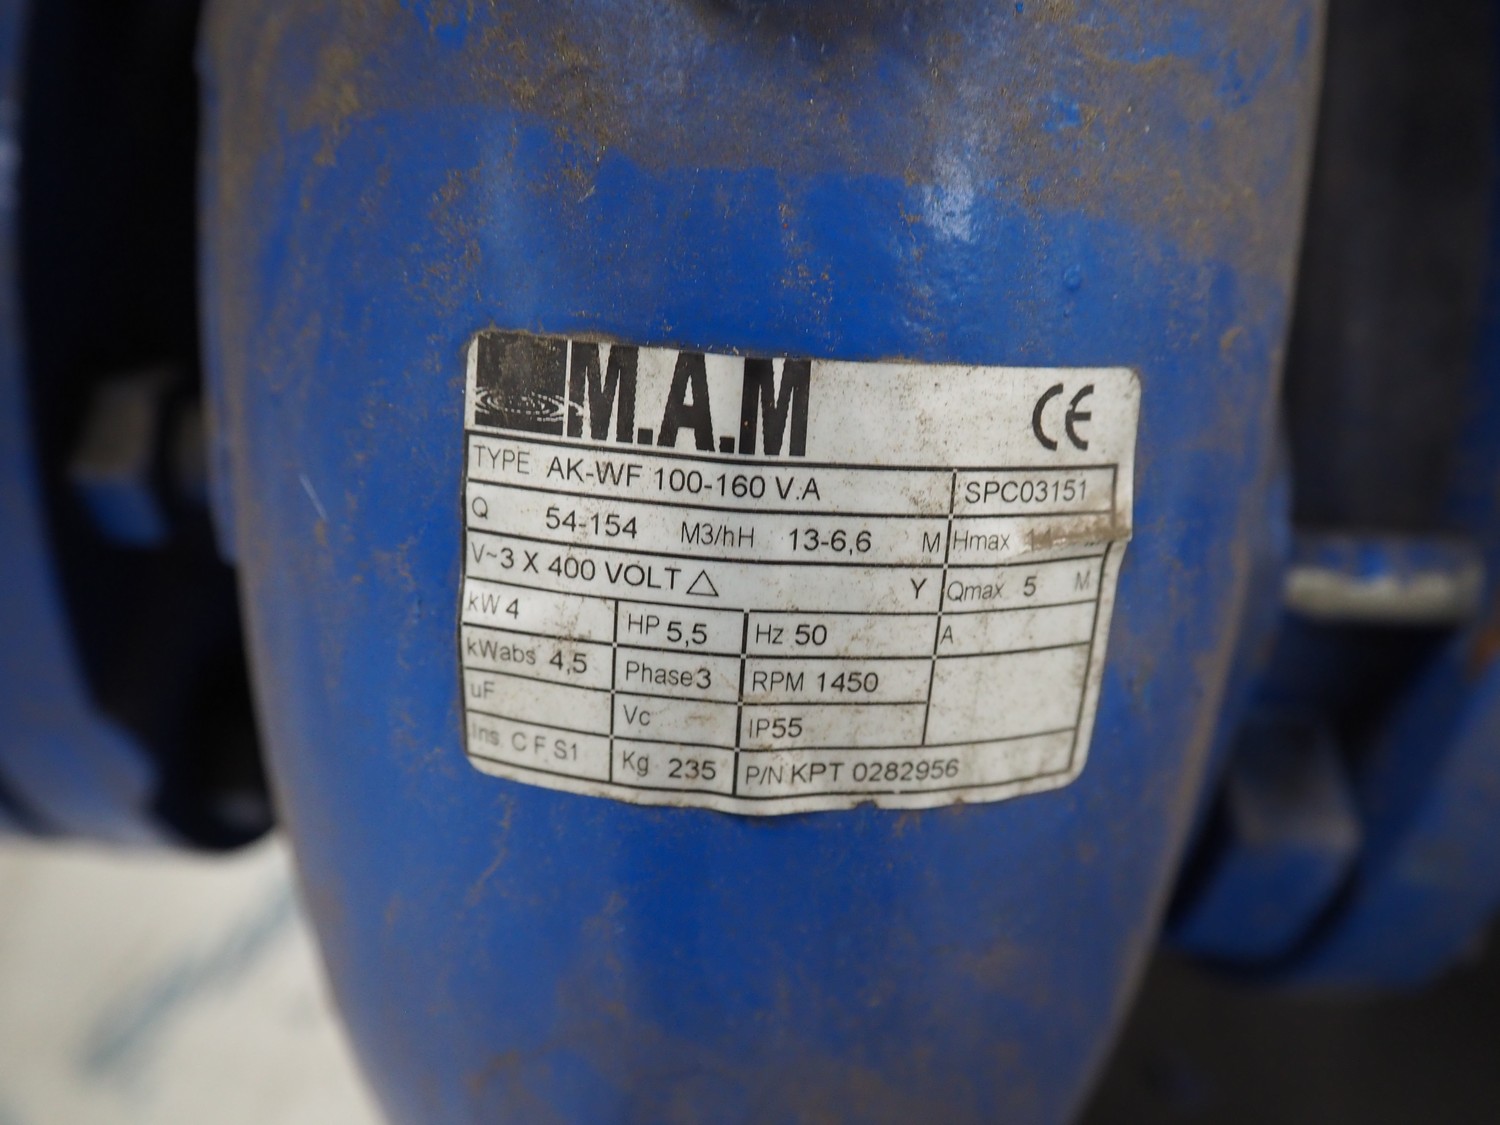 M.A.M CE
TYPE AK-WF 100-160 V.A SPC03151
Q 54-154 M3/hH 13-6,6 M Hmax
V~3 X 400 VOLT △ Y Qmax 5 M
kW 4 HP 5,5 Hz 50 A
kWabs 4,5 Phase3 RPM 1450
uF Vc IP55
Ins C F S1 Kg 235 P/N KPT 0282956